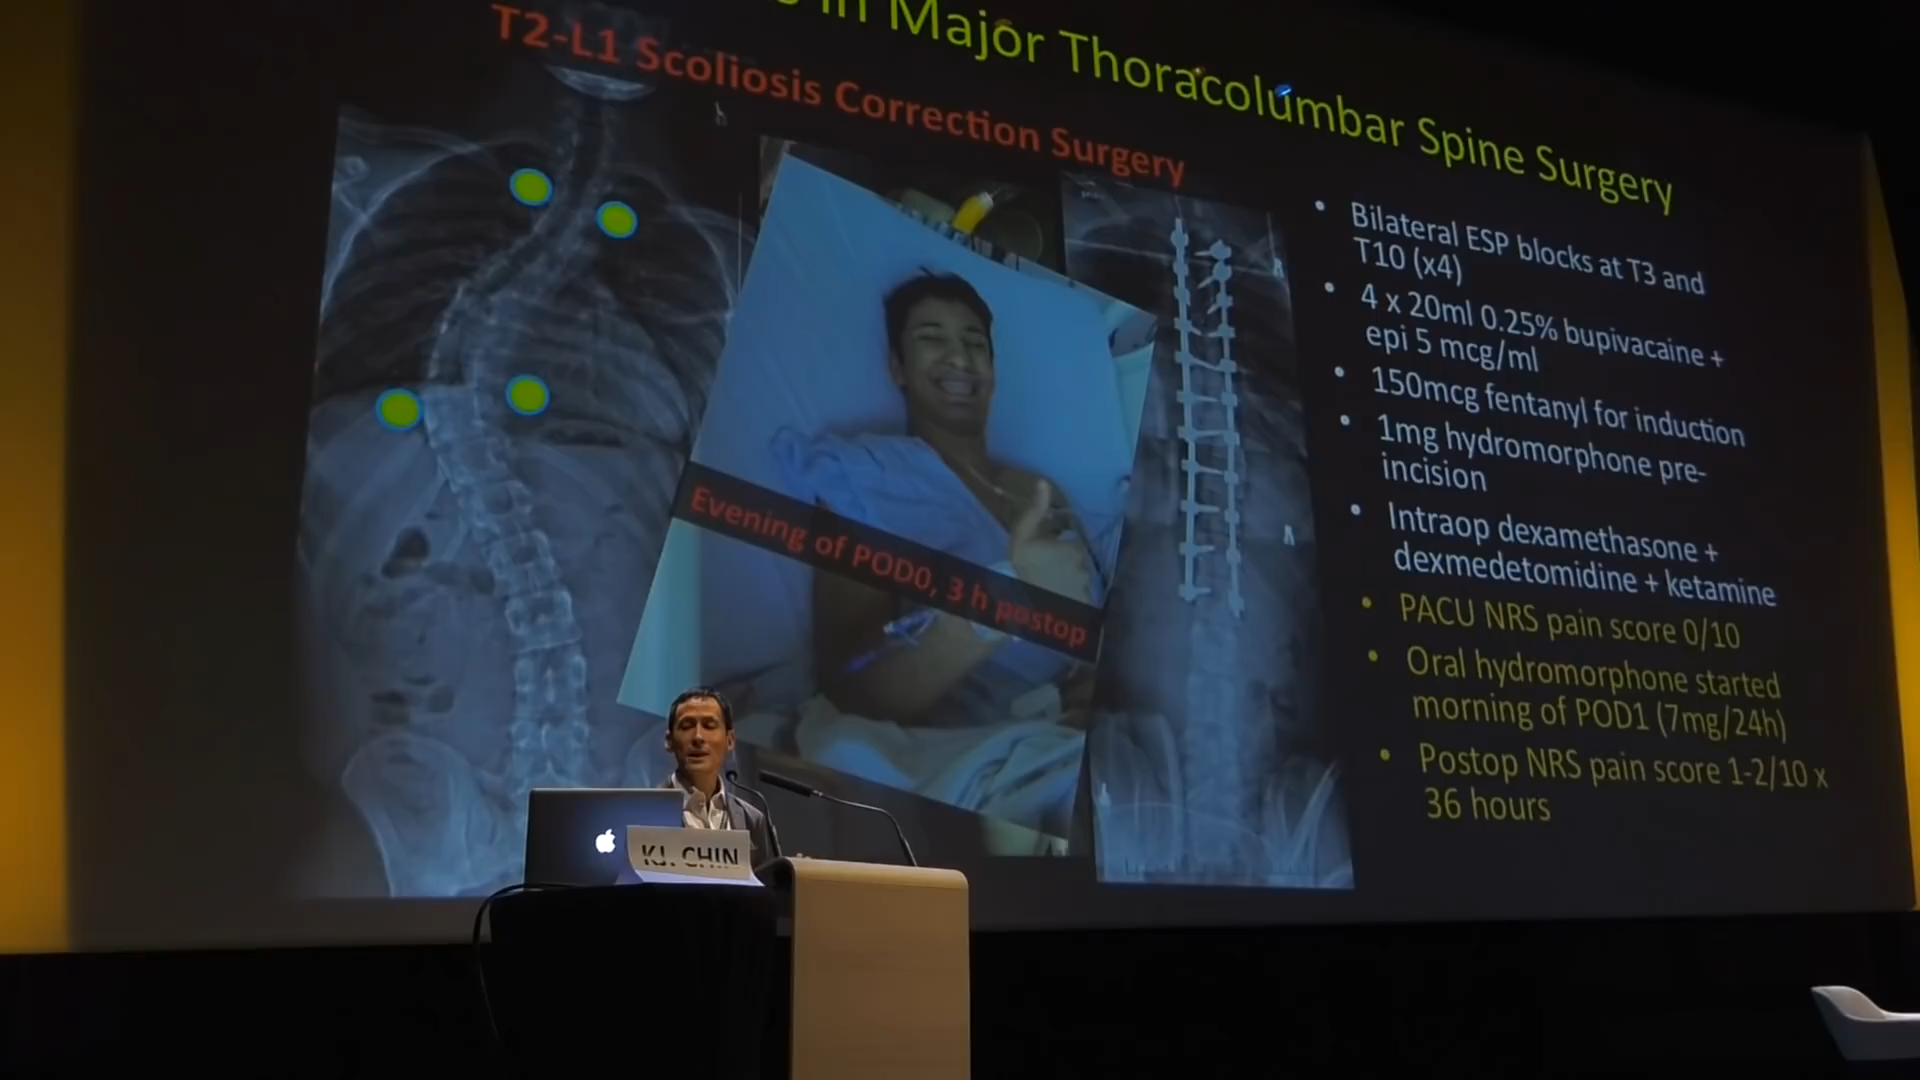 in Major Thoracolumbar Spine Surgery
T2-L1 Scoliosis Correction Surgery
Evening of POD0, 3 h postop
• Bilateral ESP blocks at T3 and
T10 (x4)
• 4 x 20ml 0.25% bupivacaine +
epi 5 mcg/ml
• 150mcg fentanyl for induction
• 1mg hydromorphone pre-
incision
• Intraop dexamethasone +
dexmedetomidine + ketamine
• PACU NRS pain score 0/10
• Oral hydromorphone started
morning of POD1 (7mg/24h)
• Postop NRS pain score 1-2/10 x
36 hours
KJ. CHIN